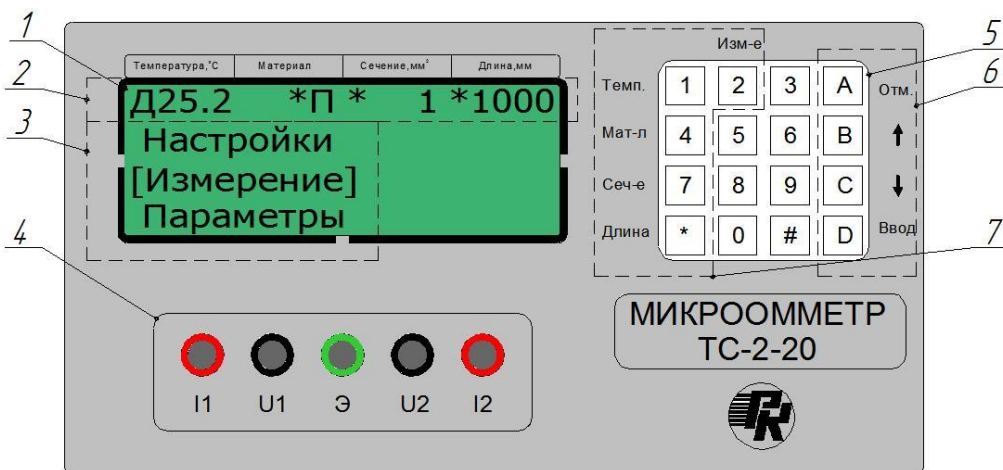 1
2
3
4
5
6
7
Температура,°С Материал Сечение,мм² Длина,мм
Д25.2 *П * 1 *1000
Настройки
[Измерение]
Параметры
Изм-е
Темп. 1 2 3 A Отм.
Мат-л 4 5 6 B ↑
Сеч-е 7 8 9 C ↓
Длина * 0 # D Ввод
МИКРООММЕТР
ТС-2-20
I1 U1 Э U2 I2
РК